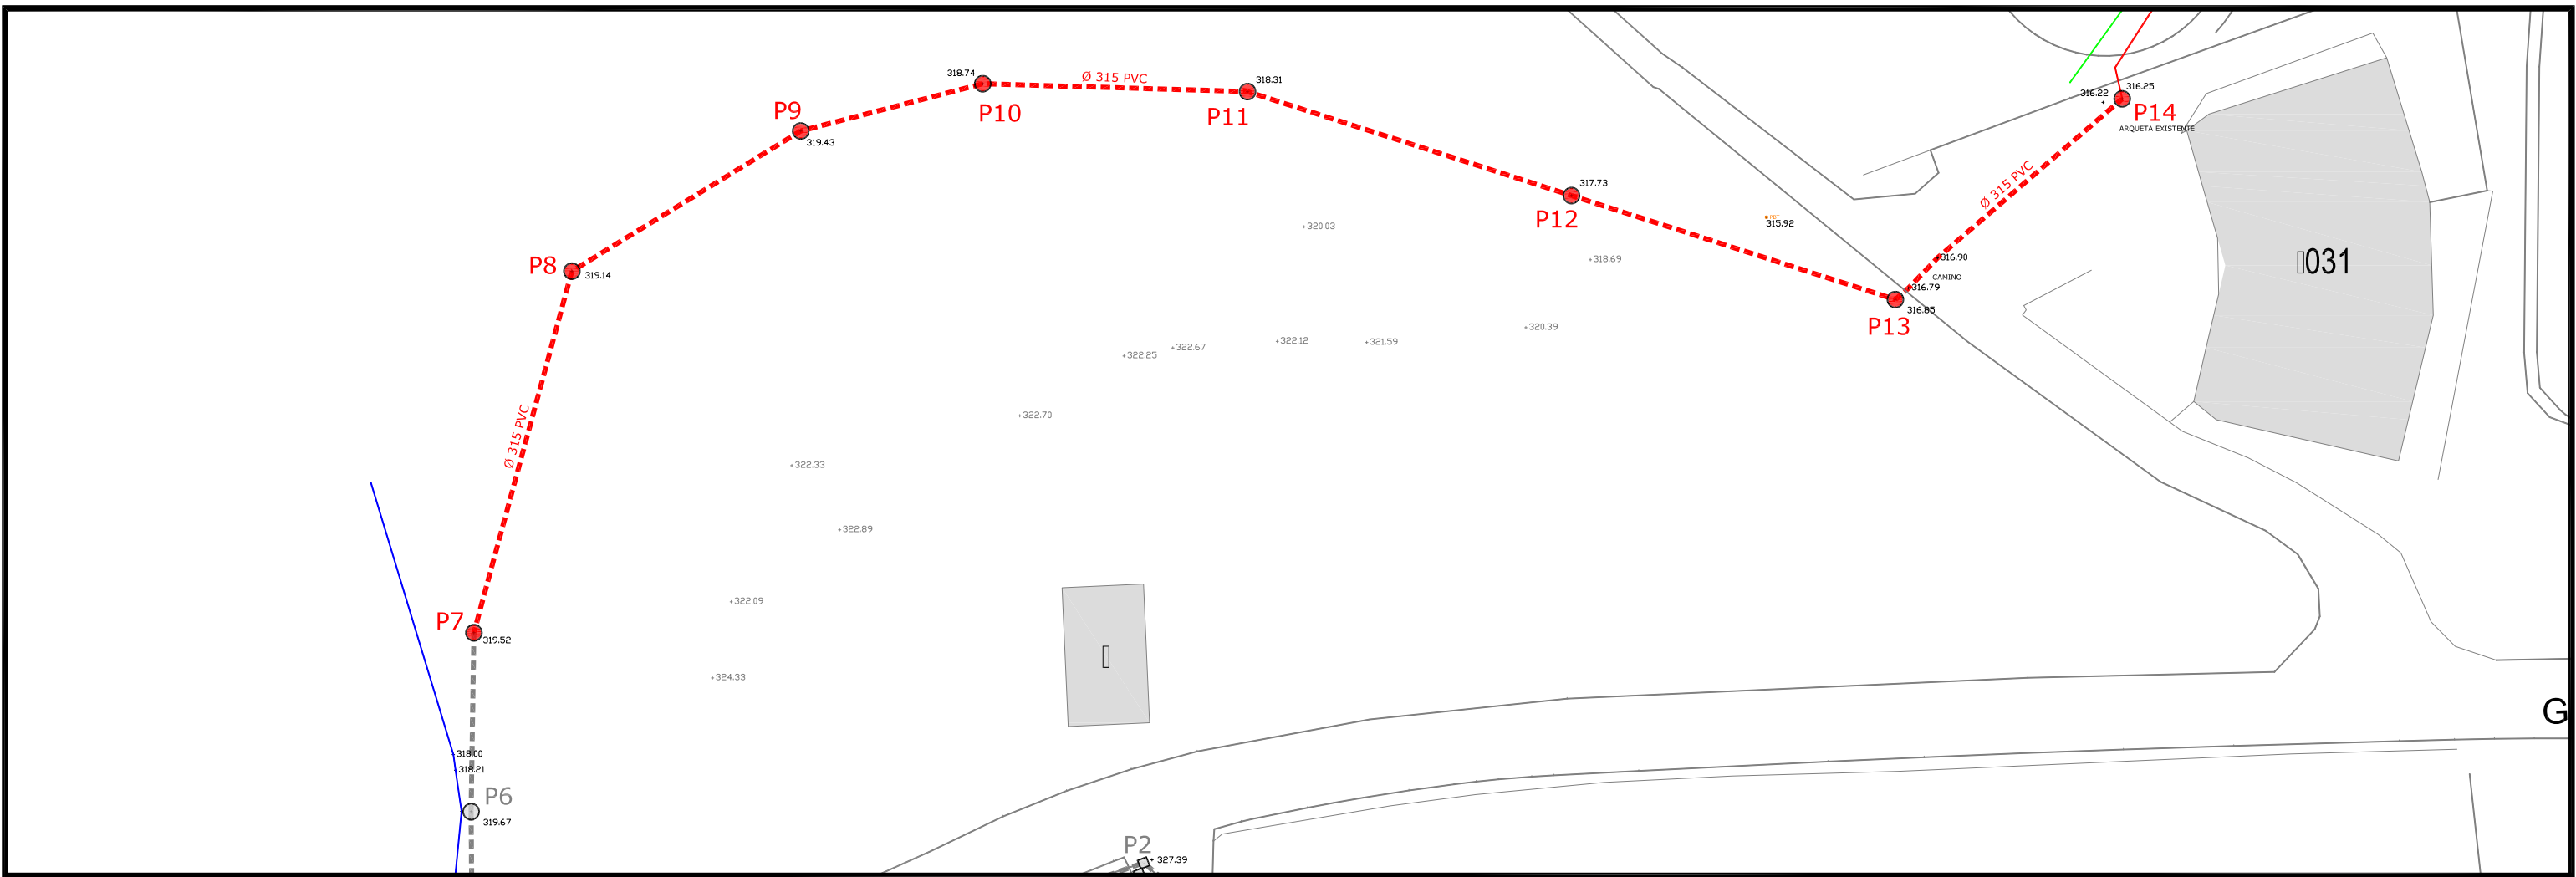 318.74
Ø 315 PVC
318.31
316.25
316.22
P9
P10
P11
P14
ARQUETA EXISTENTE
319.43
317.73
Ø 315 PVC
P12
315.92
320.03
318.69
316.90
031
P8
319.14
CAMINO
316.79
316.85
P13
320.39
322.25
322.67
322.12
321.59
322.70
Ø 315 PVC
322.33
322.89
322.09
P7
319.52
324.33
G
318.00
318.21
P6
319.67
P2
327.39